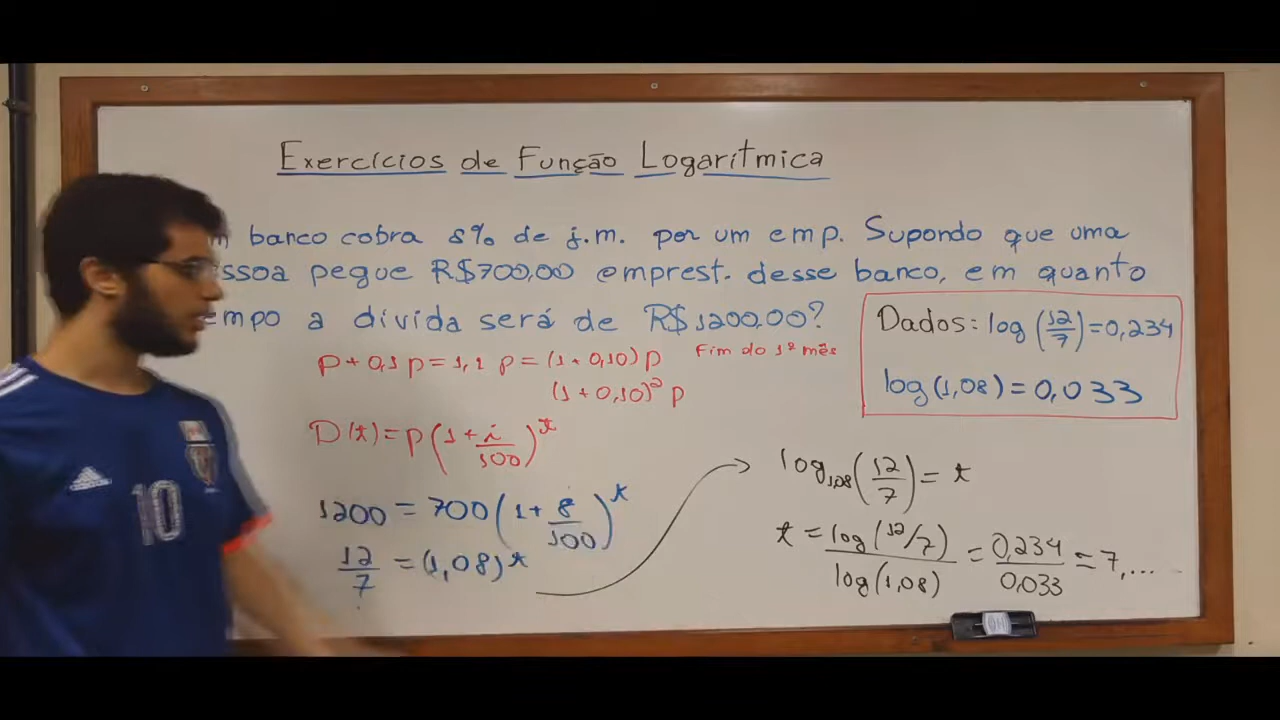 Exercícios de Função Logarítmica
banco cobra 8% de j.m. por um emp. Supondo que uma
ssoa pegue R$700,00 emprest. desse banco, em quanto
empo a dívida será de R$1200,00?
Dados: log(12/7)=0,234
log(1,08)=0,033
p+0,1p=1,1p=(1+0,10)p Fim do 1º mês
(1+0,10)²p
D(t)=p(1+i/100)^t
1200=700(1+8/100)^t
12/7=(1,08)^t
log₁,₀₈(12/7)=t
t=log(12/7)/log(1,08)=0,234/0,033=7,...
10